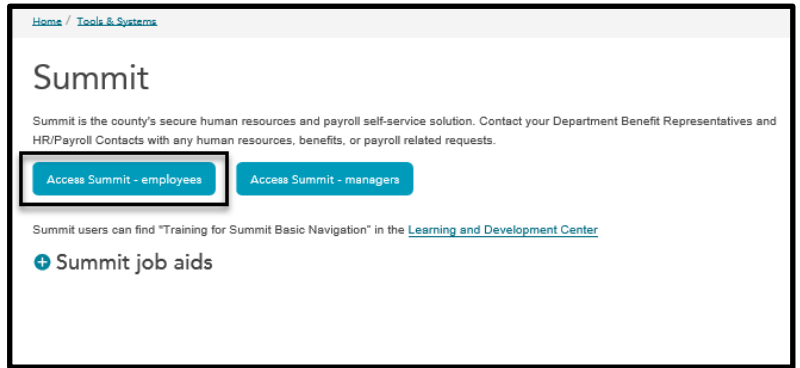 Home / Tools & Systems
Summit
Summit is the county's secure human resources and payroll self-service solution. Contact your Department Benefit Representatives and
HR/Payroll Contacts with any human resources, benefits, or payroll related requests.
Access Summit - employees Access Summit - managers
Summit users can find "Training for Summit Basic Navigation" in the Learning and Development Center
Summit job aids